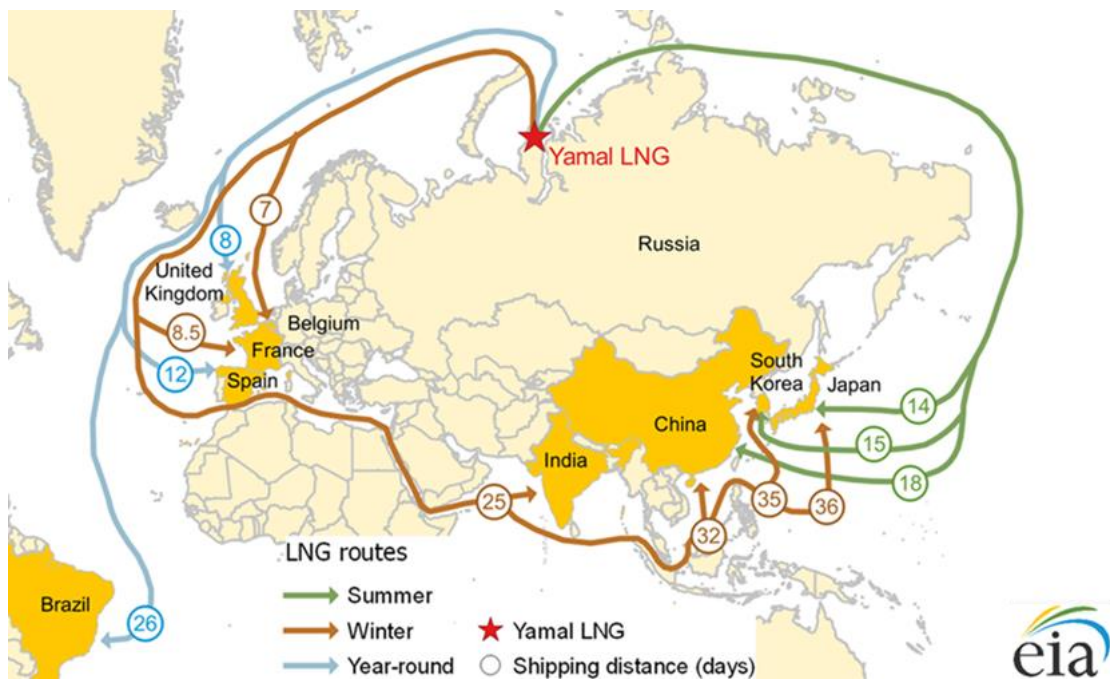 Yamal LNG
Russia
7
8
United
Kingdom
Belgium
8.5
France
12
Spain
South
Korea
Japan
14
China
15
India
18
25
35
36
32
LNG routes
Summer
Brazil
26
Winter
Yamal LNG
Year-round
Shipping distance (days)
eia